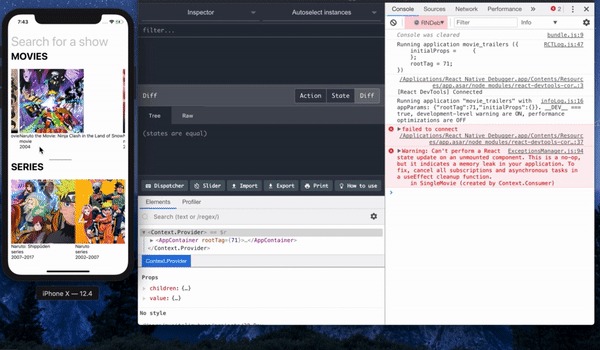 7:43
Search for a show
MOVIES
Naruto the Movie: Ninja Clash in the Land of Snow
movie
2004
SERIES
Naruto: Shippûden
series
2007–2017
Naruto
series
2002–2007
iPhone X — 12.4
Inspector
Autoselect instances
filter...
Diff
Action
State
Diff
Tree
Raw
(states are equal)
Dispatcher
Slider
Import
Export
Print
How to use
Elements
Profiler
Search (text or /regex/)
<Context.Provider> == $r
<AppContainer rootTag={71}>…</AppContainer>
</Context.Provider>
Context.Provider
Props
children: {…}
value: {…}
No style
Console
Sources
Network
Performance
»
2
RNDeb
Filter
Info
Console was cleared
bundle.js:9
Running application movie_trailers ({
RCTLog.js:47
initialProps = {
};
rootTag = 71;
})
/Applications/React Native Debugger.app/Contents/Resourc
es/app.asar/node_modules/react-devtools-cor…:3
[React DevTools] Connected
Running application "movie_trailers" with
infoLog.js:16
appParams: {"rootTag":71,"initialProps":{}}. __DEV__ ===
true, development-level warning are ON, performance
optimizations are OFF
Failed to connect
/Applications/React Native Debugger.app/Contents/Resourc
es/app.asar/node_modules/react-devtools-cor…:37
Warning: Can't perform a React
ExceptionsManager.js:94
state update on an unmounted component. This is a no-op,
but it indicates a memory leak in your application. To
fix, cancel all subscriptions and asynchronous tasks in
a useEffect cleanup function.
in SingleMovie (created by Context.Consumer)